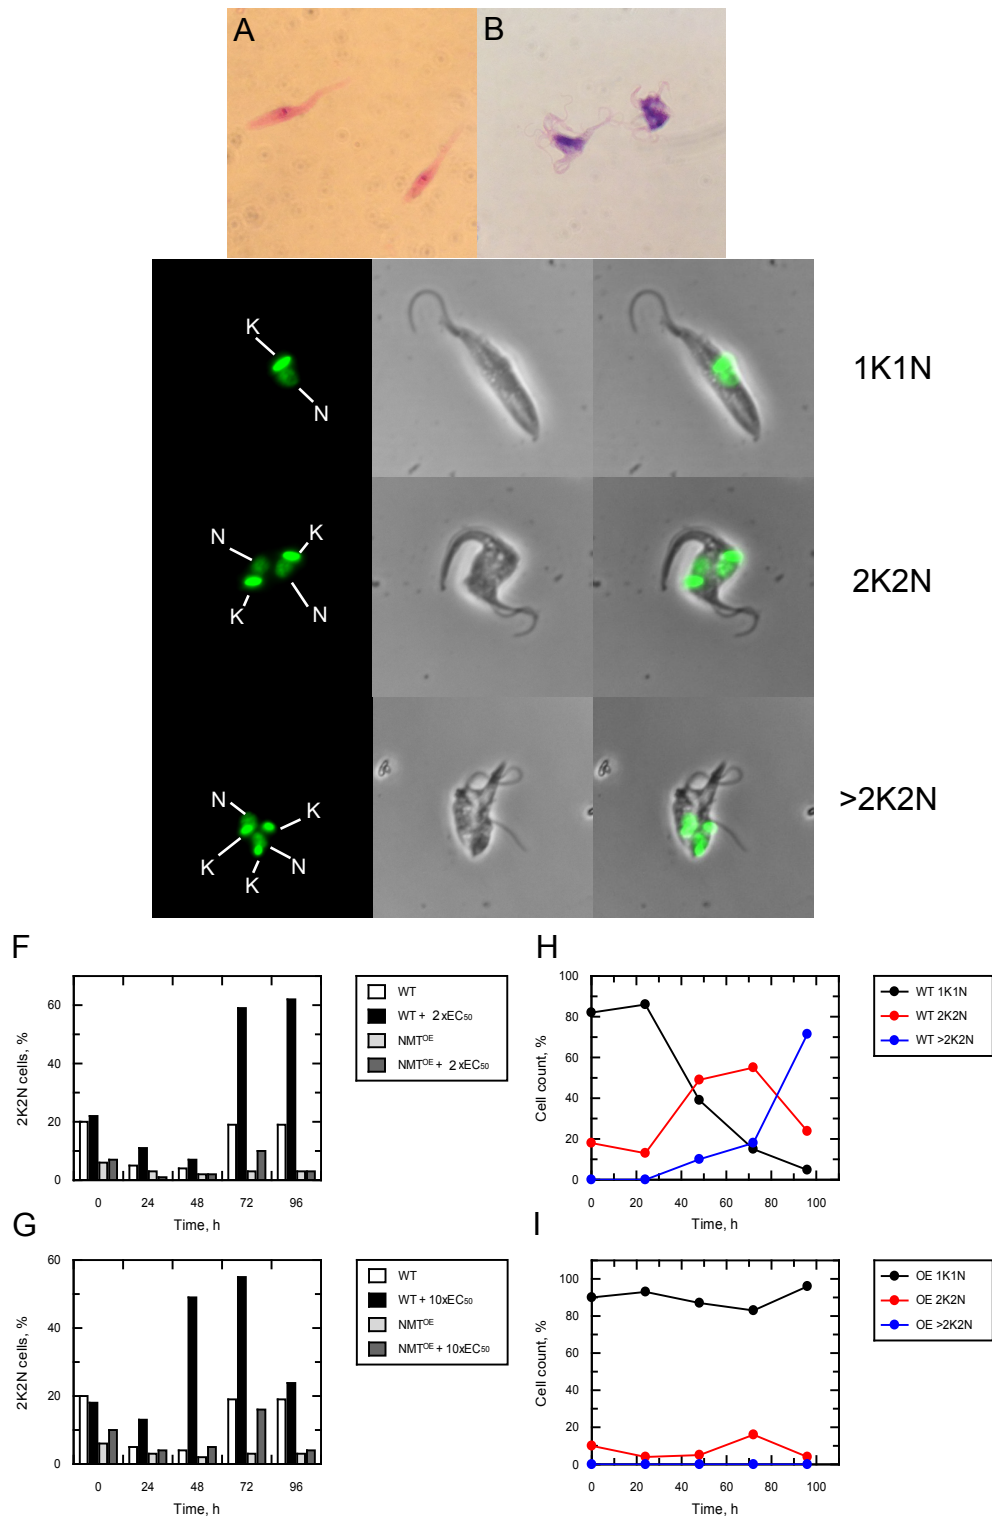 A
B
K
N
1K1N
N
K
K
N
2K2N
N
K
K
N
K
>2K2N
F
2K2N cells, %
60
40
20
0
0 24 48 72 96
Time, h
WT
WT + 2xEC50
NMTOE
NMTOE + 2xEC50
H
Cell count, %
100
80
60
40
20
0
0 20 40 60 80 100
Time, h
WT 1K1N
WT 2K2N
WT >2K2N
G
2K2N cells, %
60
40
20
0
0 24 48 72 96
Time, h
WT
WT + 10xEC50
NMTOE
NMTOE + 10xEC50
I
Cell count, %
100
80
60
40
20
0
0 20 40 60 80 100
Time, h
OE 1K1N
OE 2K2N
OE >2K2N